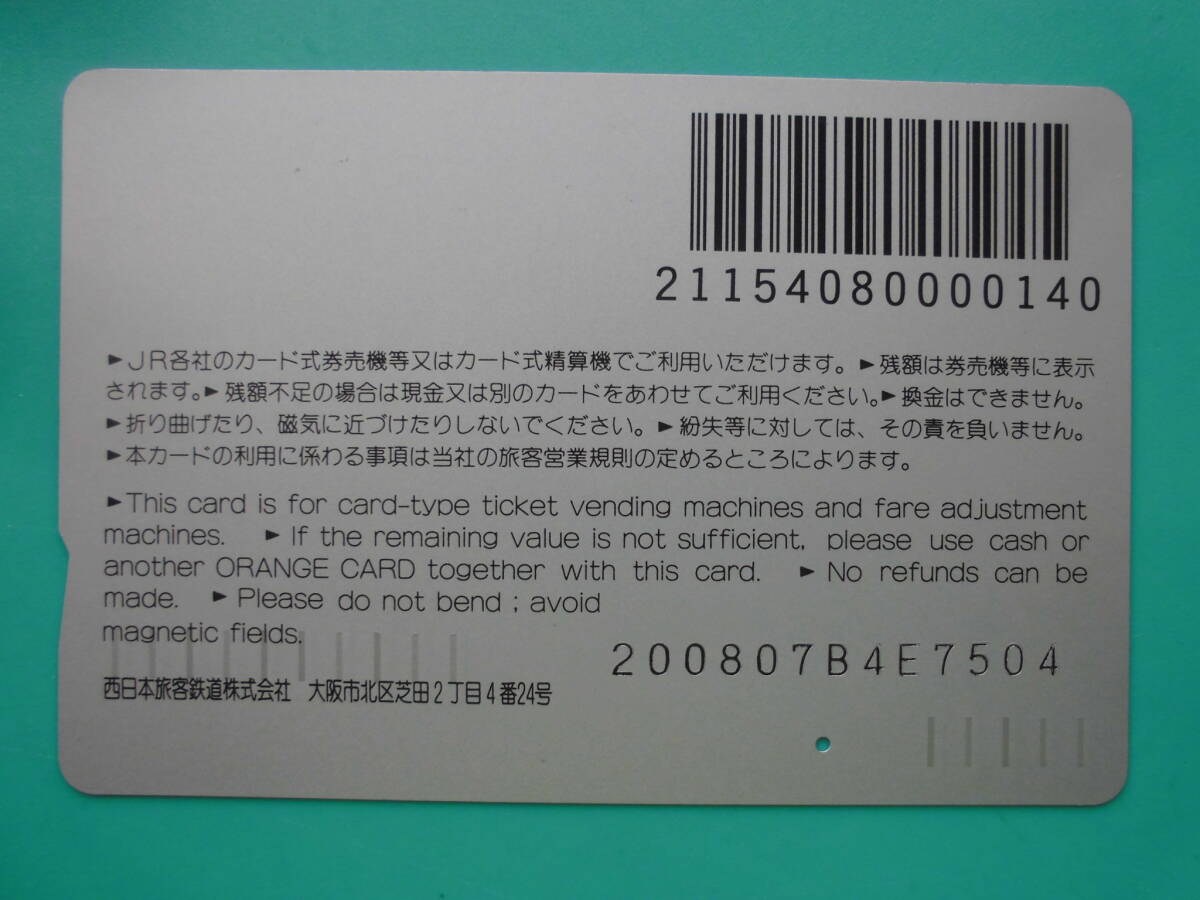 21154080000140
►JR各社のカード式券売機等又はカード式精算機でご利用いただけます。►残額は券売機等に表示
されます。►残額不足の場合は現金又は別のカードをあわせてご利用ください。►換金はできません。
►折り曲げたり、磁気に近づけたりしないでください。►紛失等に対しては、その責を負いません。
►本カードの利用に係わる事項は当社の旅客営業規則の定めるところによります。
►This card is for card-type ticket vending machines and fare adjustment
machines. ►If the remaining value is not sufficient, please use cash or
another ORANGE CARD together with this card. ►No refunds can be
made. ►Please do not bend ; avoid
magnetic fields.
200807B4E7504
西日本旅客鉄道株式会社 大阪市北区芝田2丁目4番24号